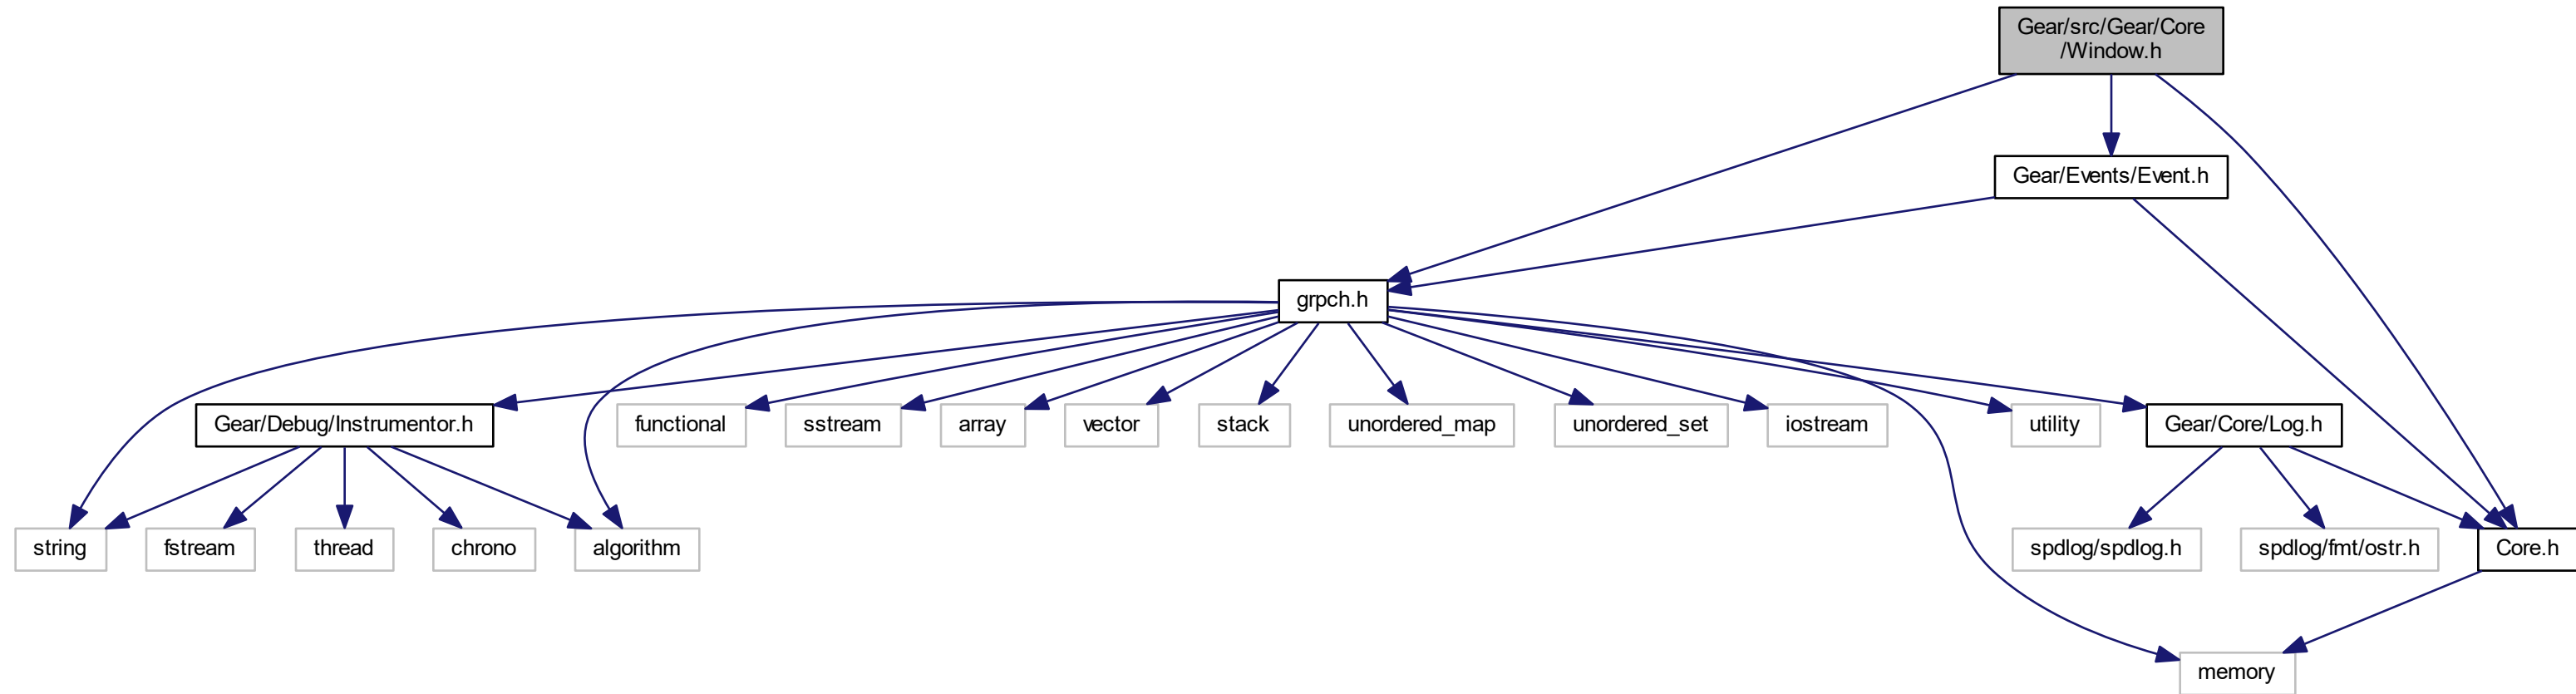 Gear/src/Gear/Core
/Window.h
Gear/Events/Event.h
grpch.h
Gear/Debug/Instrumentor.h
functional
sstream
array
vector
stack
unordered_map
unordered_set
iostream
utility
Gear/Core/Log.h
string
fstream
thread
chrono
algorithm
spdlog/spdlog.h
spdlog/fmt/ostr.h
Core.h
memory